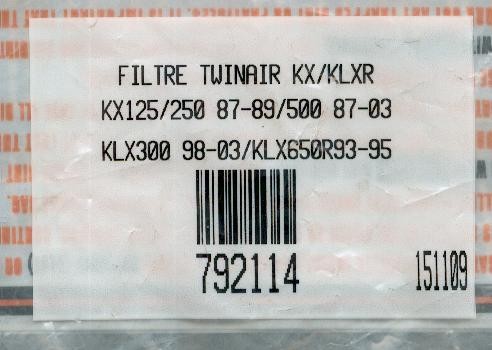 FILTRE TWINAIR KX/KLXR
KX125/250 87-89/500 87-03
KLX300 98-03/KLX650R93-95
792114
151109